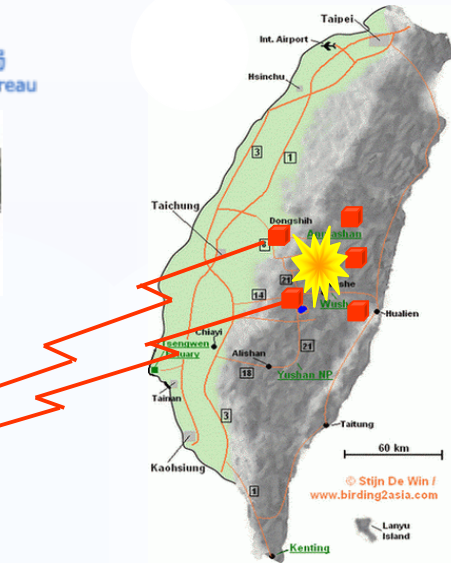 reau
Taipei
Int. Airport
Hsinchu
3
1
Taichung
Dongshih
21
14
Hualien
Chiayi
21
Alishan
18
Yushan NP
Tainan
3
Taitung
Kaohsiung
60 km
1
© Stijn De Win /
www.birding2asia.com
Lanyu
Island
Kenting